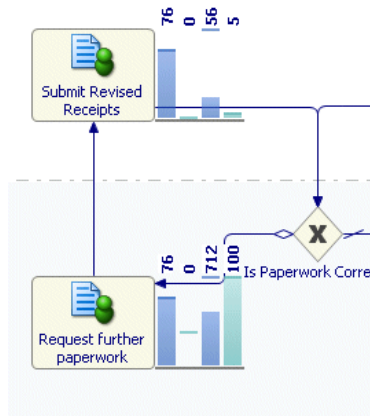 76 0 56 5
Submit Revised
Receipts
X
76 0 712 100
Is Paperwork Corre
Request further
paperwork